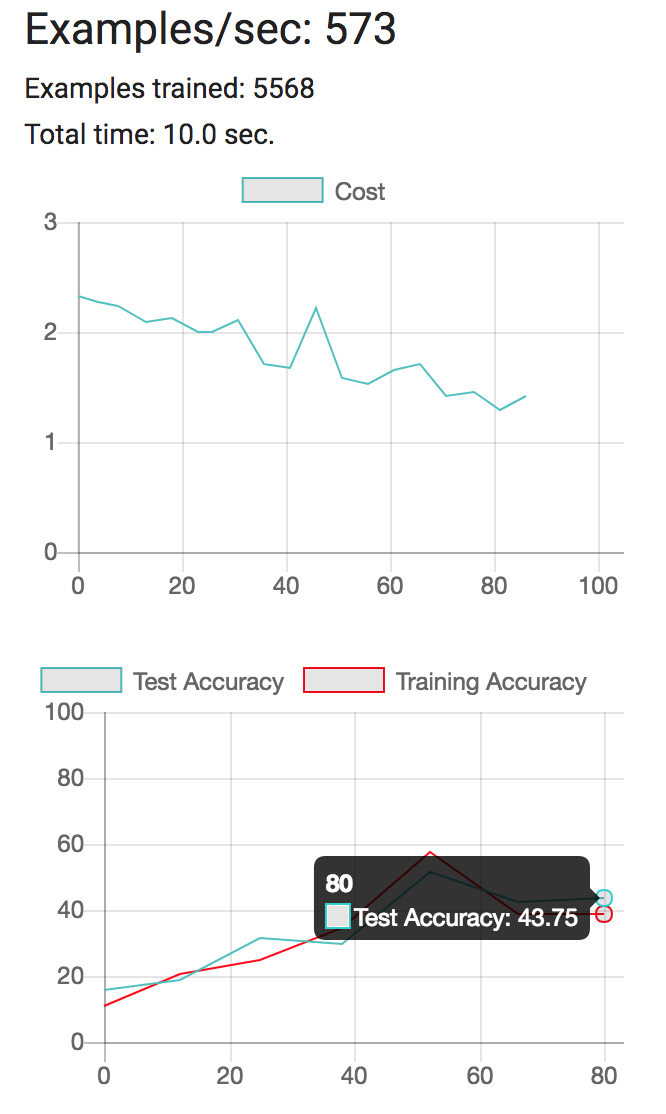 Examples/sec: 573
Examples trained: 5568
Total time: 10.0 sec.
Cost
3
2
1
0
0 20 40 60 80 100
Test Accuracy Training Accuracy
100
80
60
80
Test Accuracy: 43.75
40
20
0
0 20 40 60 80